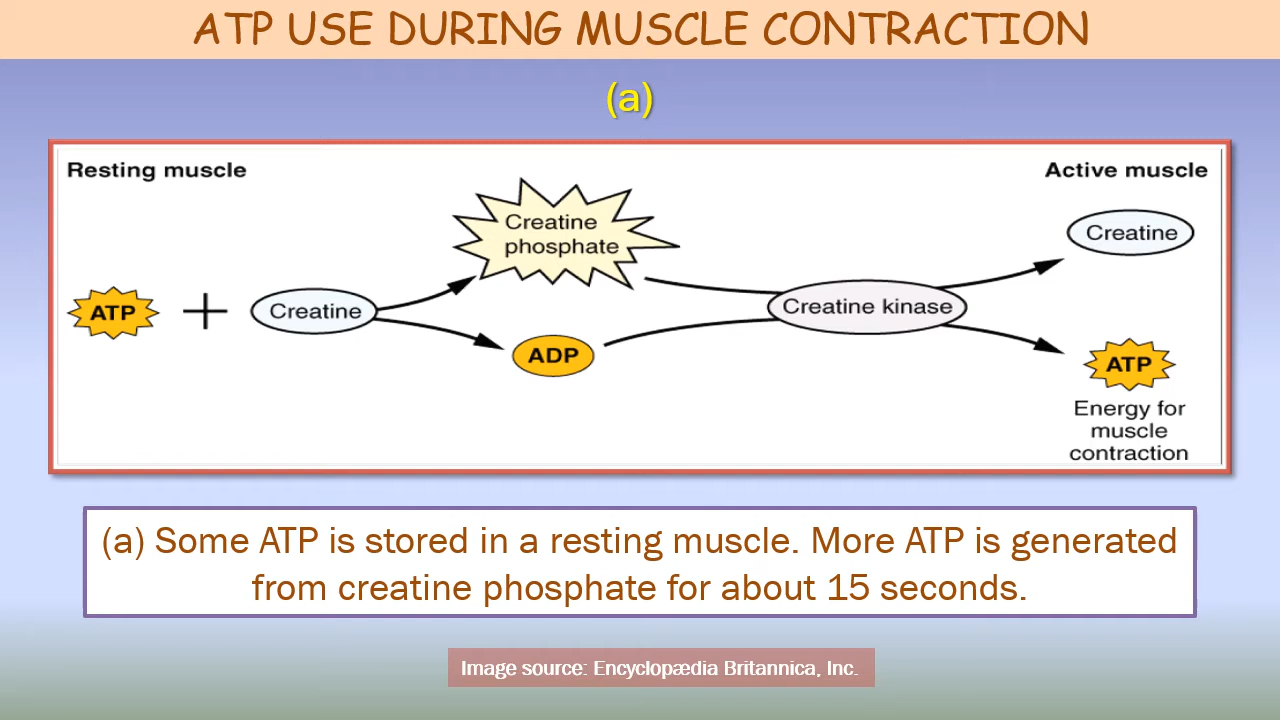 ATP USE DURING MUSCLE CONTRACTION
(a)
Resting muscle
Active muscle
Creatine
phosphate
Creatine
ATP
+
Creatine
Creatine kinase
ADP
ATP
Energy for
muscle
contraction
(a) Some ATP is stored in a resting muscle. More ATP is generated
from creatine phosphate for about 15 seconds.
Image source: Encyclopædia Britannica, Inc.